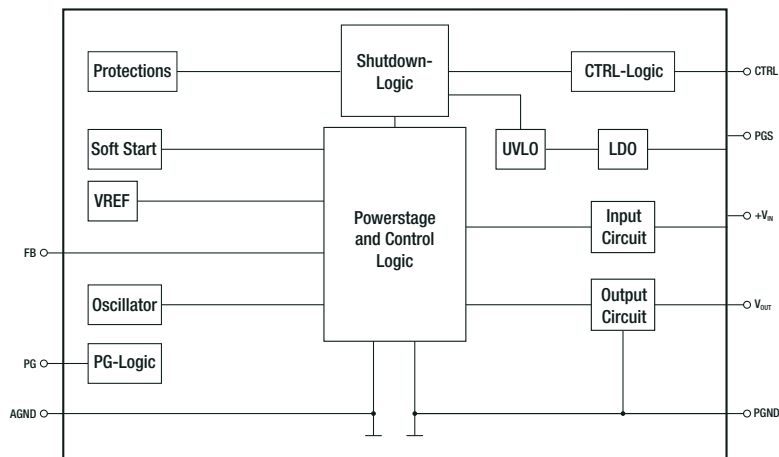 Protections
Shutdown-
Logic
CTRL-Logic
CTRL
PGS
Soft Start
UVLO
LDO
VREF
Powerstage
and Control
Logic
Input
Circuit
+VIN
FB
Oscillator
Output
Circuit
VOUT
PG
PG-Logic
AGND
PGND